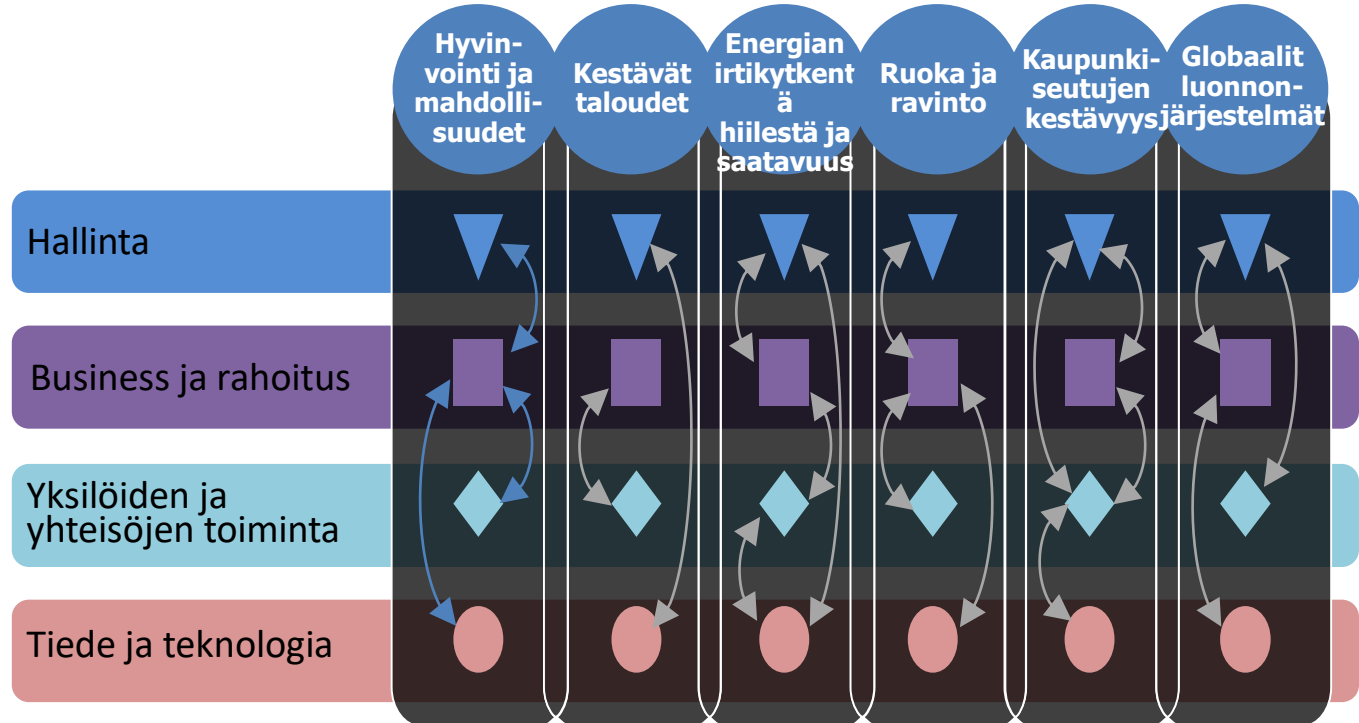 Hyvin-
vointi ja
mahdolli-
suudet
Kestävät
taloudet
Energian
irtikytkent
ä
hiilestä ja
saatavuus
Ruoka ja
ravinto
Kaupunki-
seutujen
kestävyys
Globaalit
luonnon-
järjestelmät
Hallinta
Business ja rahoitus
Yksilöiden ja
yhteisöjen toiminta
Tiede ja teknologia